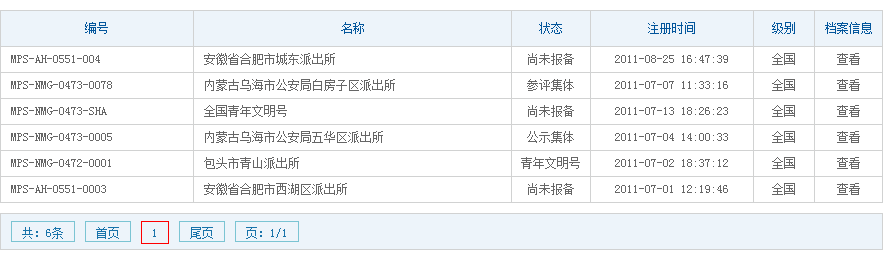 编号 名称 状态 注册时间 级别 档案信息
MPS-AH-0551-004 安徽省合肥市城东派出所 尚未报备 2011-08-25 16:47:39 全国 查看
MPS-NMG-0473-0078 内蒙古乌海市公安局白房子区派出所 参评集体 2011-07-07 11:33:16 全国 查看
MPS-NMG-0473-SHA 全国青年文明号 尚未报备 2011-07-13 18:26:23 全国 查看
MPS-NMG-0473-0005 内蒙古乌海市公安局五华区派出所 公示集体 2011-07-04 14:00:33 全国 查看
MPS-NMG-0472-0001 包头市青山派出所 青年文明号 2011-07-02 18:37:12 全国 查看
MPS-AH-0551-0003 安徽省合肥市西湖区派出所 尚未报备 2011-07-01 12:19:46 全国 查看
共：6条 首页 1 尾页 页：1/1